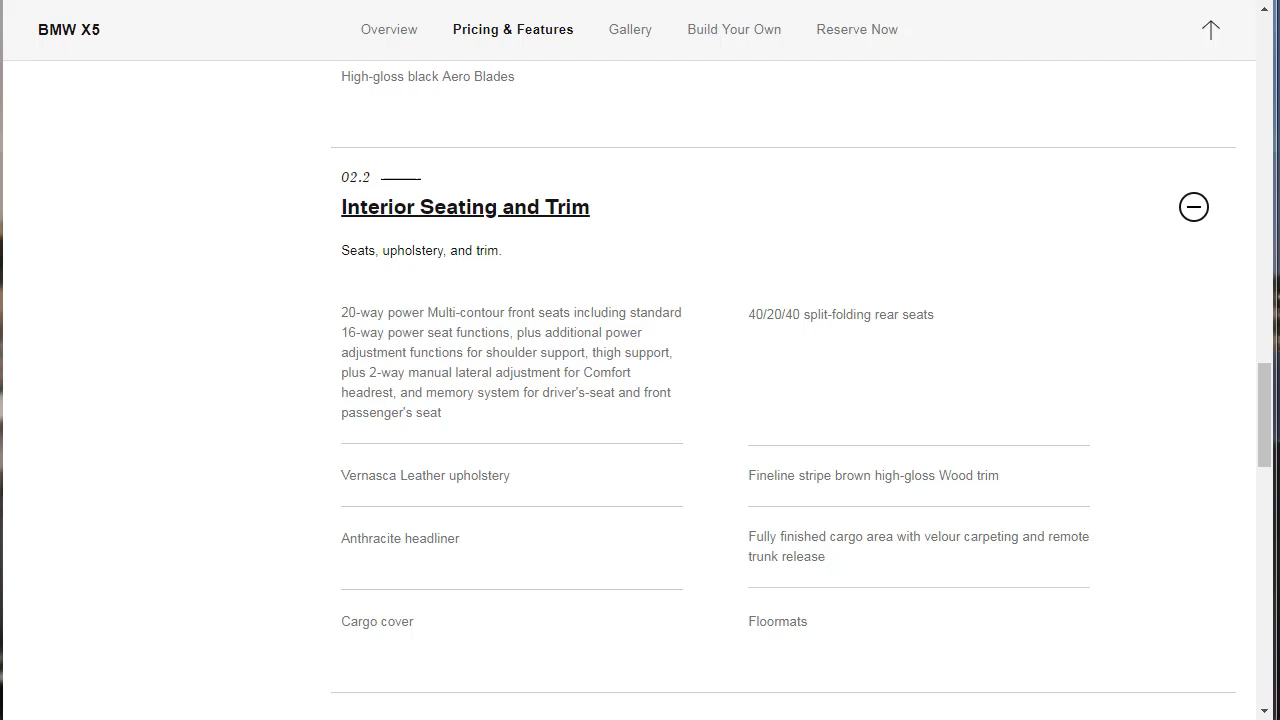 BMW X5
Overview
Pricing & Features
Gallery
Build Your Own
Reserve Now
High-gloss black Aero Blades
02.2
Interior Seating and Trim
Seats, upholstery, and trim.
20-way power Multi-contour front seats including standard
16-way power seat functions, plus additional power
adjustment functions for shoulder support, thigh support,
plus 2-way manual lateral adjustment for Comfort
headrest, and memory system for driver's-seat and front
passenger's seat
40/20/40 split-folding rear seats
Vernasca Leather upholstery
Fineline stripe brown high-gloss Wood trim
Anthracite headliner
Fully finished cargo area with velour carpeting and remote
trunk release
Cargo cover
Floormats